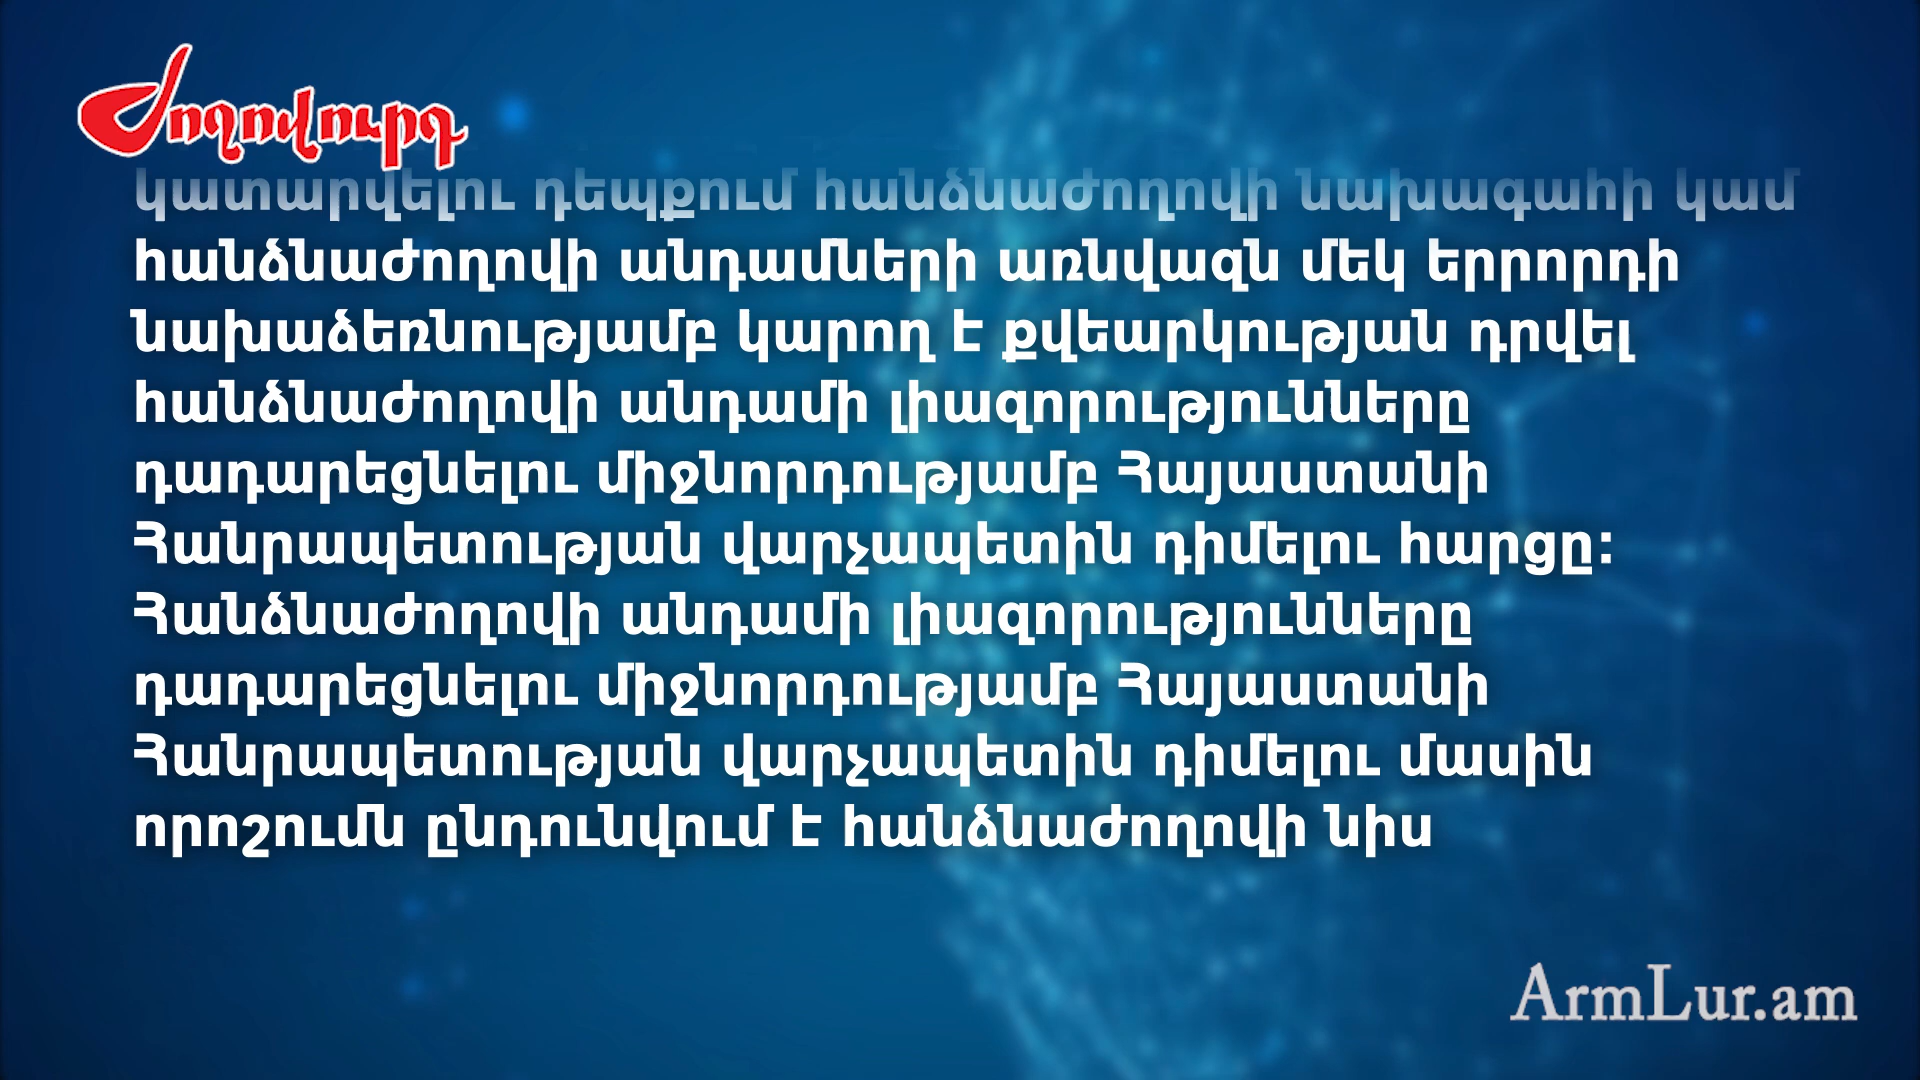 Ժողովուրդ
կատարվելու դեպքում հանձնաժողովի նախագահի կամ
հանձնաժողովի անդամների առնվազն մեկ երրորդի
նախաձեռնությամբ կարող է քվեարկության դրվել
հանձնաժողովի անդամի լիազորությունները
դադարեցնելու միջնորդությամբ Հայաստանի
Հանրապետության վարչապետին դիմելու հարցը:
Հանձնաժողովի անդամի լիազորությունները
դադարեցնելու միջնորդությամբ Հայաստանի
Հանրապետության վարչապետին դիմելու մասին
որոշումն ընդունվում է հանձնաժողովի նիս
ArmLur.am